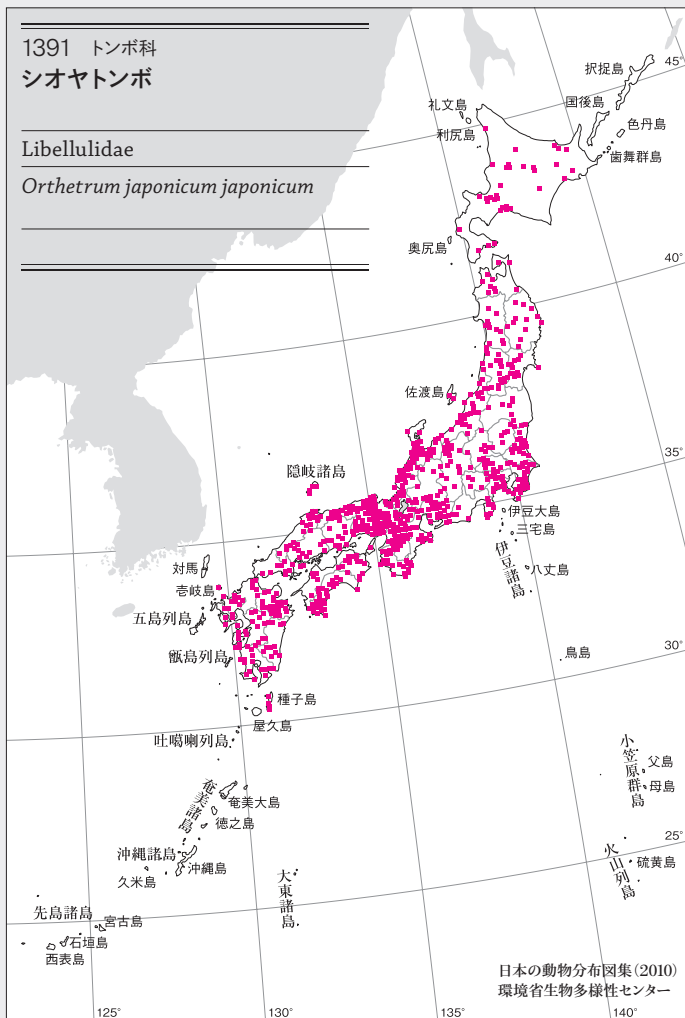 1391 トンボ科
シオヤトンボ
Libellulidae
Orthetrum japonicum japonicum
択捉島
45°
国後島
礼文島
色丹島
利尻島
歯舞群島
奥尻島
40°
佐渡島
35°
隠岐諸島
伊豆大島
三宅島
伊豆諸島
八丈島
対馬
壱岐島
五島列島
甑島列島
鳥島
30°
種子島
屋久島
吐噶喇列島
小笠原群島
父島
母島
奄美諸島
奄美大島
徳之島
25°
沖縄諸島
沖縄島
久米島
火山列島
硫黄島
大東諸島
先島諸島
宮古島
石垣島
西表島
日本の動物分布図集(2010)
環境省生物多様性センター
125°
130°
135°
140°